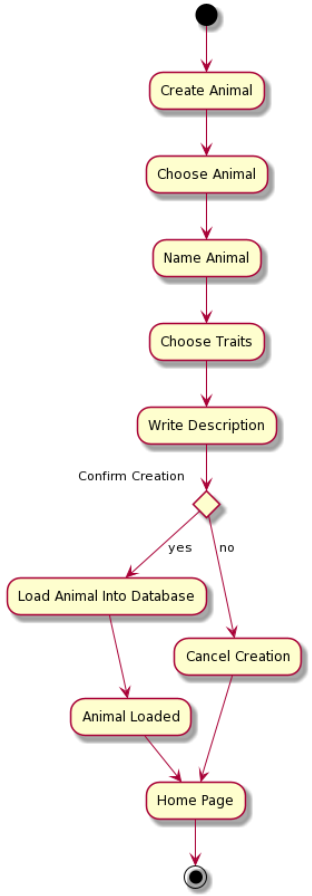 Create Animal
Choose Animal
Name Animal
Choose Traits
Write Description
Confirm Creation
yes
no
Load Animal Into Database
Cancel Creation
Animal Loaded
Home Page